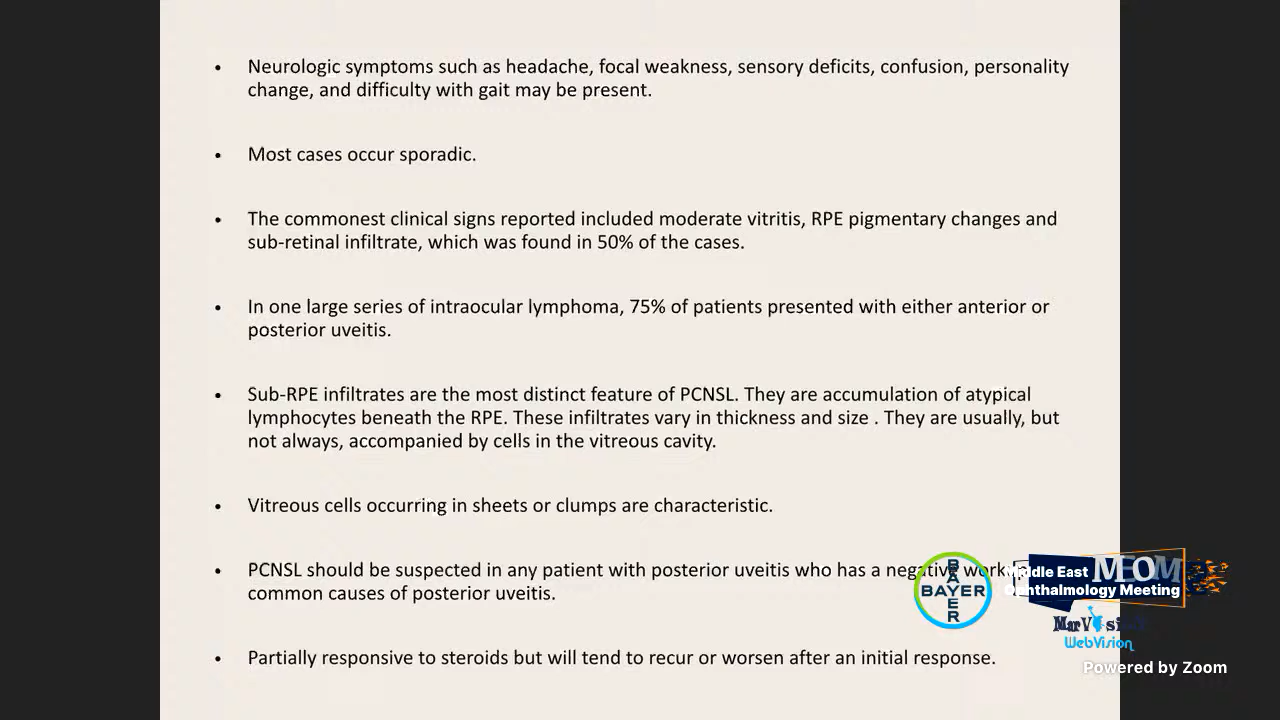 • Neurologic symptoms such as headache, focal weakness, sensory deficits, confusion, personality
change, and difficulty with gait may be present.
• Most cases occur sporadic.
• The commonest clinical signs reported included moderate vitritis, RPE pigmentary changes and
sub-retinal infiltrate, which was found in 50% of the cases.
• In one large series of intraocular lymphoma, 75% of patients presented with either anterior or
posterior uveitis.
• Sub-RPE infiltrates are the most distinct feature of PCNSL. They are accumulation of atypical
lymphocytes beneath the RPE. These infiltrates vary in thickness and size . They are usually, but
not always, accompanied by cells in the vitreous cavity.
• Vitreous cells occurring in sheets or clumps are characteristic.
• PCNSL should be suspected in any patient with posterior uveitis who has a negative work
common causes of posterior uveitis.
• Partially responsive to steroids but will tend to recur or worsen after an initial response.
BAYER
BAYER
Middle East MEOM
Ophthalmology Meeting
WebVision
Powered by Zoom